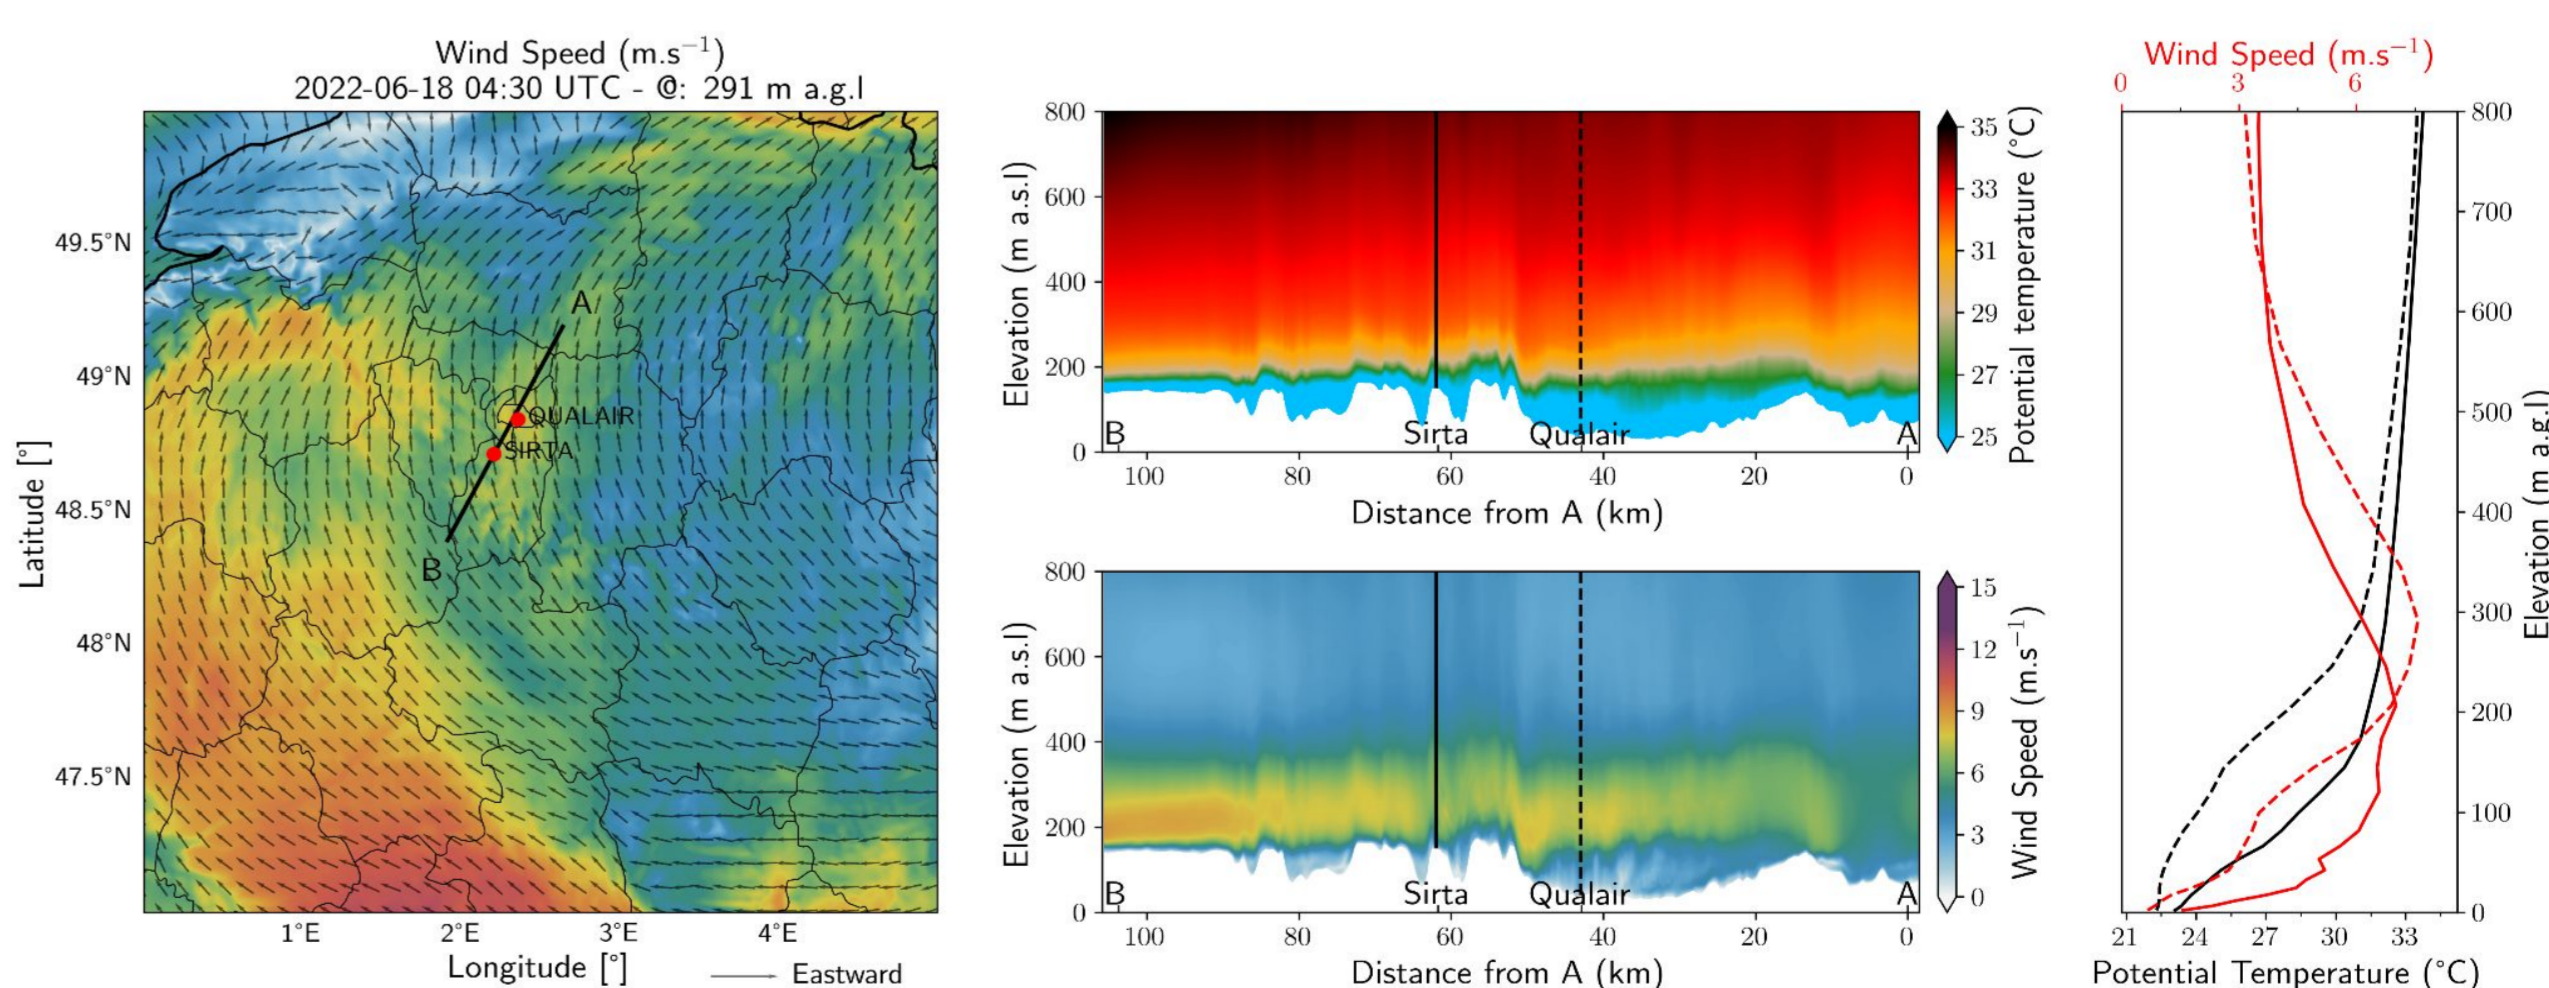 Wind Speed (m.s⁻¹)
2022-06-18 04:30 UTC - @: 291 m a.g.l
49.5°N
49°N
48.5°N
48°N
47.5°N
Latitude [°]
A
QUALAIR
SIRTA
B
1°E 2°E 3°E 4°E
Longitude [°]
Eastward
800
600
400
200
0
Elevation (m a.s.l)
B Sirta Qualair A
100 80 60 40 20 0
Distance from A (km)
35
33
31
29
27
25
Potential temperature (°C)
800
600
400
200
0
Elevation (m a.s.l)
B Sirta Qualair A
100 80 60 40 20 0
Distance from A (km)
15
12
9
6
3
0
Wind Speed (m.s⁻¹)
Wind Speed (m.s⁻¹)
0 3 6
800
700
600
500
400
300
200
100
0
Elevation (m a.g.l)
21 24 27 30 33
Potential Temperature (°C)